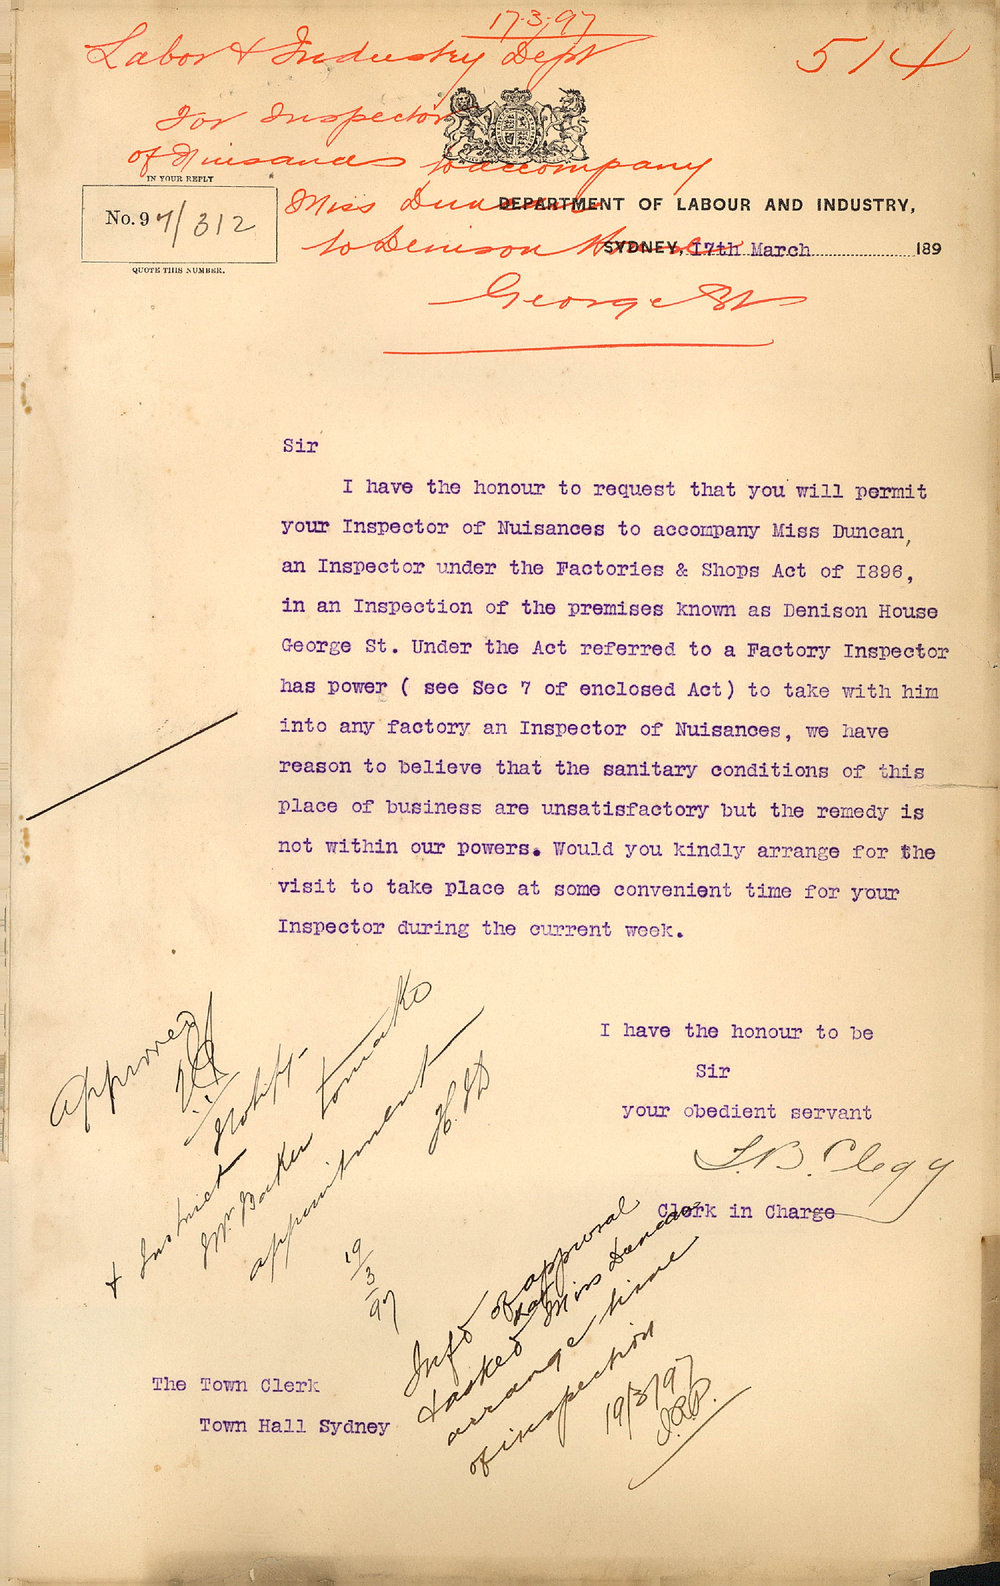 17.3.97
Labor & Industry Dept
514
For Inspector
of Nuisances to accompany
Miss Duncan
to Denison House
George St
IN YOUR REPLY
No. 97/312
QUOTE THIS NUMBER.
DEPARTMENT OF LABOUR AND INDUSTRY,
SYDNEY, 17th March 189
Sir
I have the honour to request that you will permit
your Inspector of Nuisances to accompany Miss Duncan,
an Inspector under the Factories & Shops Act of I896,
in an Inspection of the premises known as Denison House
George St. Under the Act referred to a Factory Inspector
has power ( see Sec 7 of enclosed Act) to take with him
into any factory an Inspector of Nuisances, we have
reason to believe that the sanitary conditions of this
place of business are unsatisfactory but the remedy is
not within our powers. Would you kindly arrange for the
visit to take place at some convenient time for your
Inspector during the current week.
I have the honour to be
Sir
your obedient servant
F.B. Clegg
Clerk in Charge
Approved
Notify
& Instruct
Mr. Barker to make
appointment
19/3/97
Infd of approval
& asked Miss Duncan
arrange time
of inspection
19/3/97
The Town Clerk
Town Hall Sydney